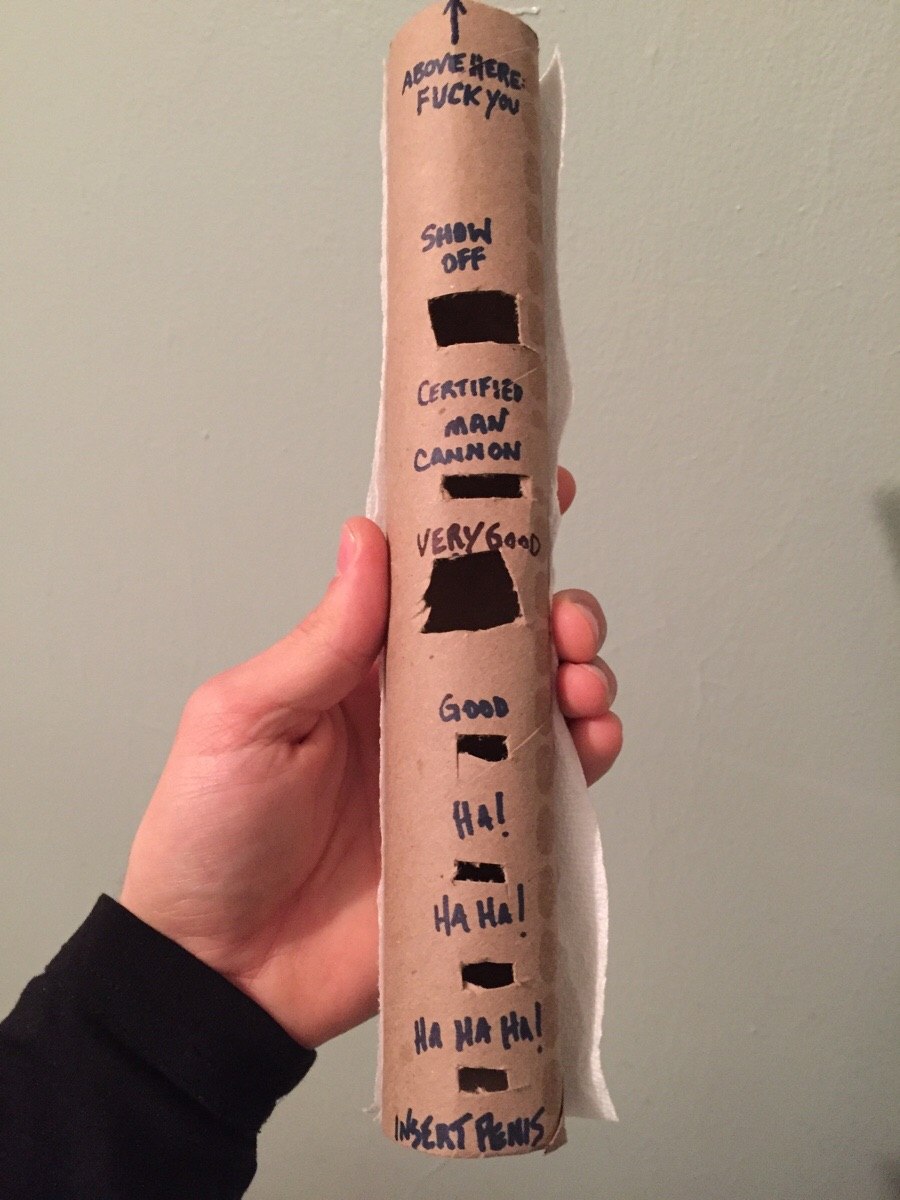 ABOVE HERE:
FUCK YOU
SHOW
OFF
CERTIFIED
MAN
CANNON
VERY GOOD
GOOD
HA!
HA HA!
HA HA HA!
INSERT PENIS